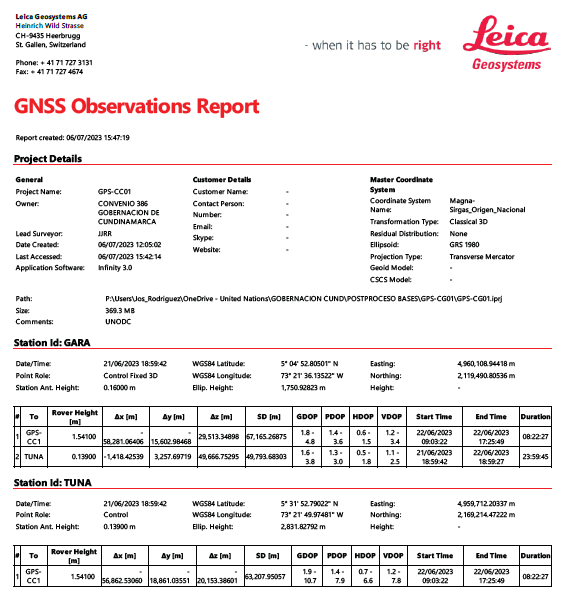 Leica Geosystems AG
Heinrich Wild Strasse
CH-9435 Heerbrugg
St. Gallen, Switzerland
Phone: + 41 71 727 3131
Fax: + 41 71 727 4674
- when it has to be right
Leica
Geosystems
GNSS Observations Report
Report created: 06/07/2023 15:47:19
Project Details
General Customer Details Master Coordinate System
Project Name: GPS-CC01
Owner: CONVENIO 386 GOBERNACION DE CUNDINAMARCA
Lead Surveyor: JJRR
Date Created: 06/07/2023 12:05:02
Last Accessed: 06/07/2023 15:42:14
Application Software: Infinity 3.0
Customer Name: -
Contact Person: -
Number: -
Email: -
Skype: -
Website: -
Coordinate System Name: Magna-Sirgas_Origen_Nacional
Transformation Type: Classical 3D
Residual Distribution: None
Ellipsoid: GRS 1980
Projection Type: Transverse Mercator
Geoid Model: -
CSCS Model: -
Path: P:\Users\Jos_Rodriguez\OneDrive - United Nations\GOBERNACION CUND\POSTPROCESO BASES\GPS-CG01\GPS-CG01.iprj
Size: 369.3 MB
Comments: UNODC
Station Id: GARA
Date/Time: 21/06/2023 18:59:42 WGS84 Latitude: 5° 04' 52.80501" N Easting: 4,960,108.94418 m
Point Role: Control Fixed 3D WGS84 Longitude: 73° 21' 36.13522" W Northing: 2,119,490.80536 m
Station Ant. Height: 0.16000 m Ellip. Height: 1,750.92823 m Height: -
# To Rover Height [m] Δx [m] Δy [m] Δz [m] SD [m] GDOP PDOP HDOP VDOP Start Time End Time Duration
1 GPS-CC1 1.54100 -58,281.06406 -15,602.98468 29,513.34898 67,165.26875 1.8 - 4.8 1.4 - 3.6 0.6 - 1.5 1.2 - 3.4 22/06/2023 09:03:22 22/06/2023 17:25:49 08:22:27
2 TUNA 0.13900 -1,418.42539 3,257.69719 49,666.75295 49,793.68303 1.6 - 3.8 1.3 - 3.0 0.5 - 1.8 1.1 - 2.5 21/06/2023 18:59:42 22/06/2023 18:59:27 23:59:45
Station Id: TUNA
Date/Time: 21/06/2023 18:59:42 WGS84 Latitude: 5° 31' 52.79022" N Easting: 4,959,712.20337 m
Point Role: Control WGS84 Longitude: 73° 21' 49.97481" W Northing: 2,169,214.47222 m
Station Ant. Height: 0.13900 m Ellip. Height: 2,831.82792 m Height: -
# To Rover Height [m] Δx [m] Δy [m] Δz [m] SD [m] GDOP PDOP HDOP VDOP Start Time End Time Duration
1 GPS-CC1 1.54100 -56,862.53060 -18,861.03551 -20,153.38601 63,207.95057 1.9 - 10.7 1.4 - 7.9 0.7 - 6.6 1.2 - 7.8 22/06/2023 09:03:22 22/06/2023 17:25:49 08:22:27